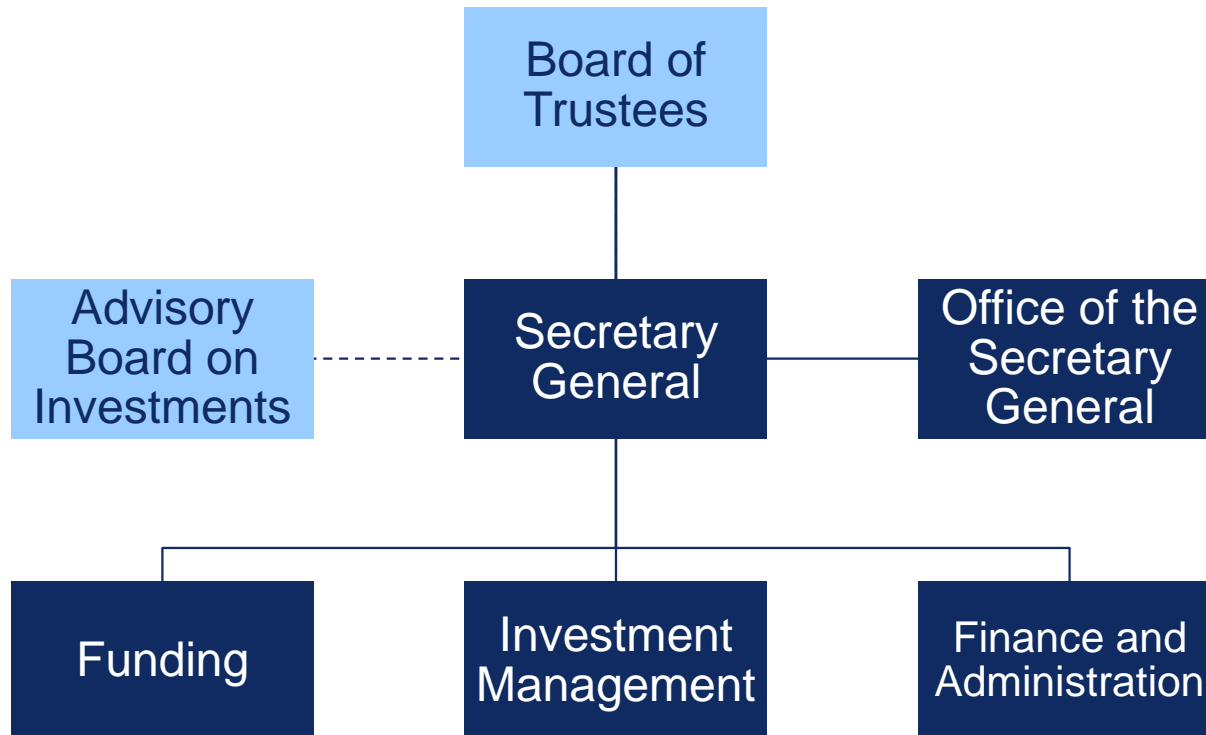 Board of
Trustees
Advisory
Board on
Investments
Secretary
General
Office of the
Secretary
General
Funding
Investment
Management
Finance and
Administration